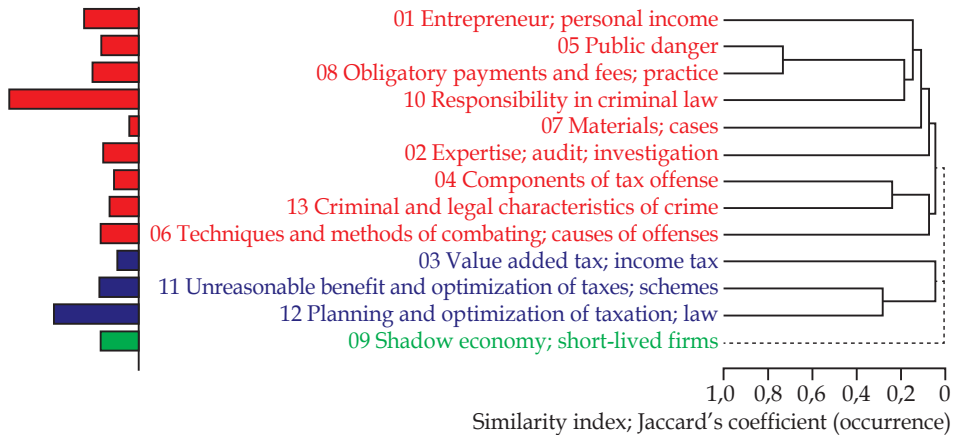 01 Entrepreneur; personal income
05 Public danger
08 Obligatory payments and fees; practice
10 Responsibility in criminal law
07 Materials; cases
02 Expertise; audit; investigation
04 Components of tax offense
13 Criminal and legal characteristics of crime
06 Techniques and methods of combating; causes of offenses
03 Value added tax; income tax
11 Unreasonable benefit and optimization of taxes; schemes
12 Planning and optimization of taxation; law
09 Shadow economy; short-lived firms
1,0 0,8 0,6 0,4 0,2 0
Similarity index; Jaccard's coefficient (occurrence)